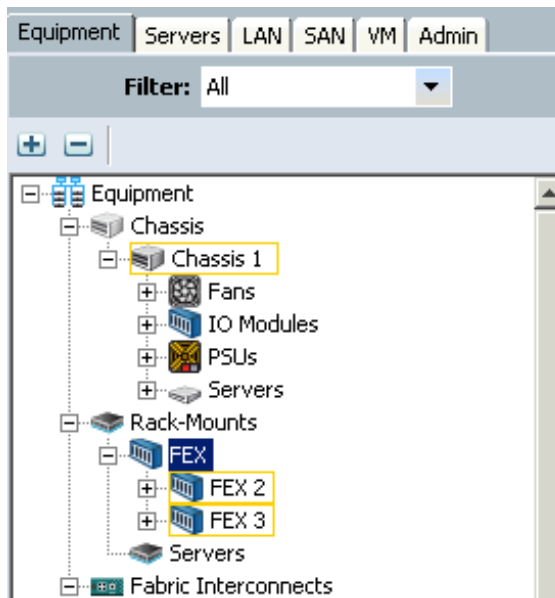 Equipment Servers LAN SAN VM Admin
Filter: All
Equipment
Chassis
Chassis 1
Fans
IO Modules
PSUs
Servers
Rack-Mounts
FEX
FEX 2
FEX 3
Servers
Fabric Interconnects